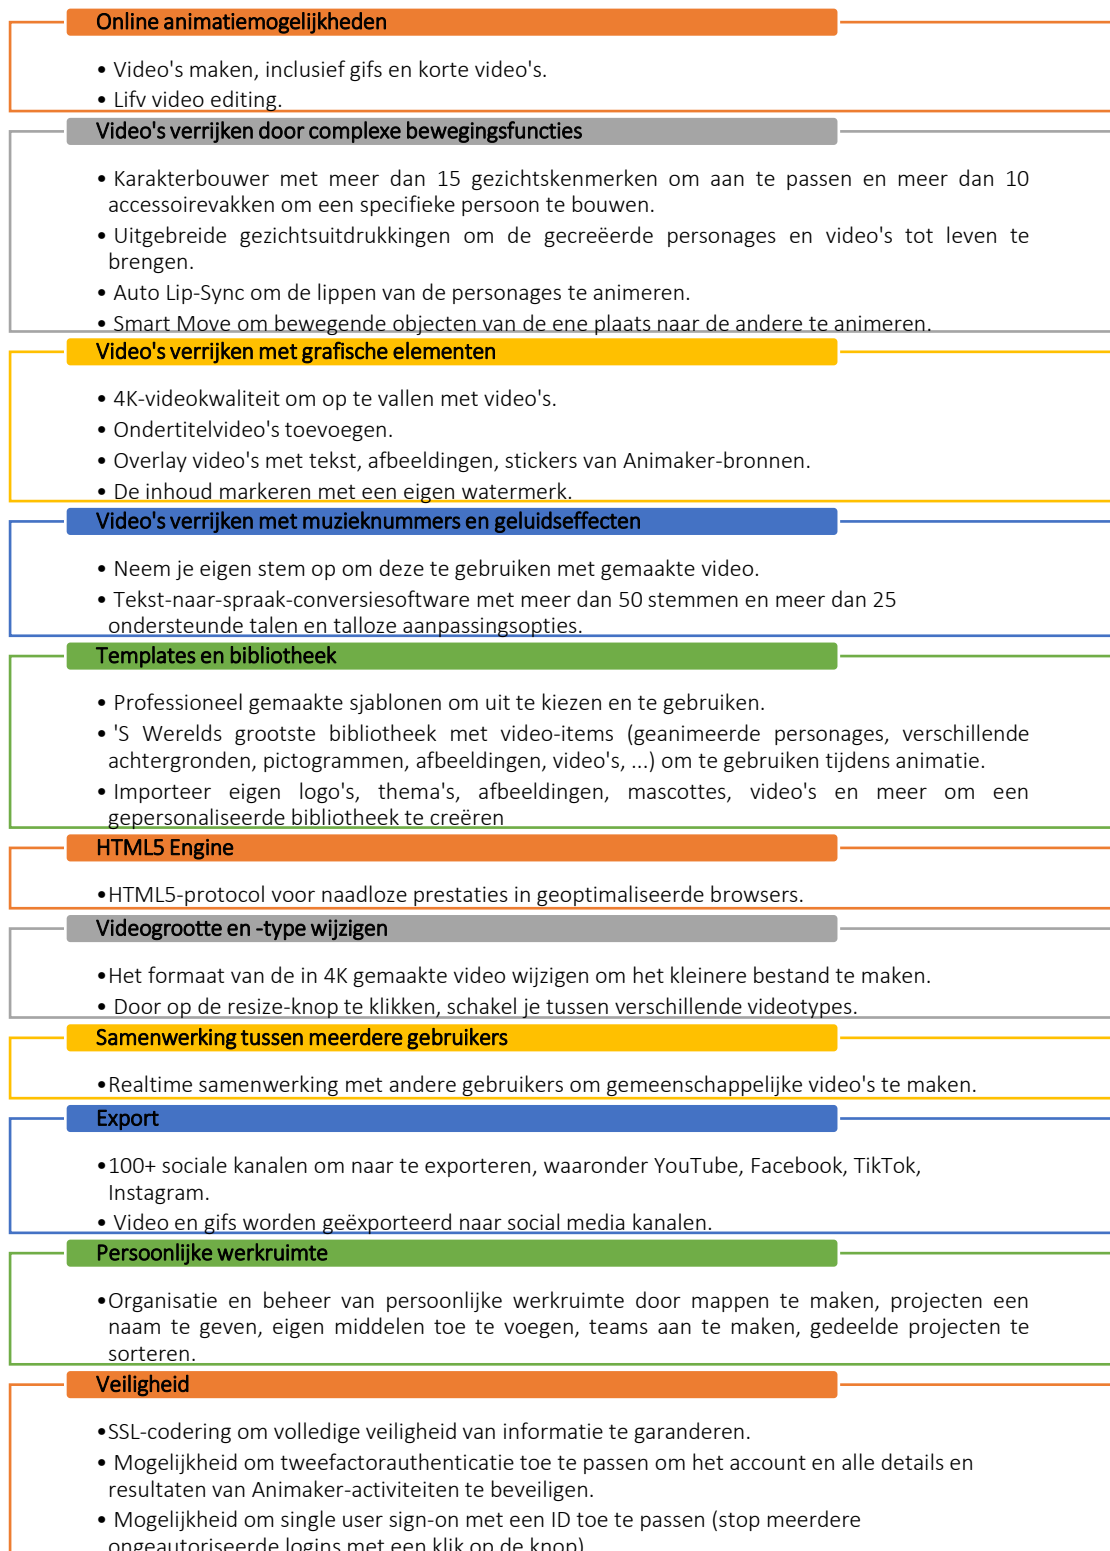 Online animatiemogelijkheden
• Video's maken, inclusief gifs en korte video's.
• Lifv video editing.
Video's verrijken door complexe bewegingsfuncties
• Karakterbouwer met meer dan 15 gezichtskenmerken om aan te passen en meer dan 10
accessoirevakken om een specifieke persoon te bouwen.
• Uitgebreide gezichtsuitdrukkingen om de gecreëerde personages en video's tot leven te
brengen.
• Auto Lip-Sync om de lippen van de personages te animeren.
• Smart Move om bewegende objecten van de ene plaats naar de andere te animeren.
Video's verrijken met grafische elementen
• 4K-videokwaliteit om op te vallen met video's.
• Ondertitelvideo's toevoegen.
• Overlay video's met tekst, afbeeldingen, stickers van Animaker-bronnen.
• De inhoud markeren met een eigen watermerk.
Video's verrijken met muzieknummers en geluidseffecten
• Neem je eigen stem op om deze te gebruiken met gemaakte video.
• Tekst-naar-spraak-conversiesoftware met meer dan 50 stemmen en meer dan 25
ondersteunde talen en talloze aanpassingsopties.
Templates en bibliotheek
• Professioneel gemaakte sjablonen om uit te kiezen en te gebruiken.
• 'S Werelds grootste bibliotheek met video-items (geanimeerde personages, verschillende
achtergronden, pictogrammen, afbeeldingen, video's, ...) om te gebruiken tijdens animatie.
• Importeer eigen logo's, thema's, afbeeldingen, mascottes, video's en meer om een
gepersonaliseerde bibliotheek te creëren
HTML5 Engine
•HTML5-protocol voor naadloze prestaties in geoptimaliseerde browsers.
Videogrootte en -type wijzigen
•Het formaat van de in 4K gemaakte video wijzigen om het kleinere bestand te maken.
• Door op de resize-knop te klikken, schakel je tussen verschillende videotypes.
Samenwerking tussen meerdere gebruikers
•Realtime samenwerking met andere gebruikers om gemeenschappelijke video's te maken.
Export
•100+ sociale kanalen om naar te exporteren, waaronder YouTube, Facebook, TikTok,
Instagram.
• Video en gifs worden geëxporteerd naar social media kanalen.
Persoonlijke werkruimte
•Organisatie en beheer van persoonlijke werkruimte door mappen te maken, projecten een
naam te geven, eigen middelen toe te voegen, teams aan te maken, gedeelde projecten te
sorteren.
Veiligheid
•SSL-codering om volledige veiligheid van informatie te garanderen.
• Mogelijkheid om tweefactorauthenticatie toe te passen om het account en alle details en
resultaten van Animaker-activiteiten te beveiligen.
• Mogelijkheid om single user sign-on met een ID toe te passen (stop meerdere
ongeautoriseerde logins met een klik op de knop)